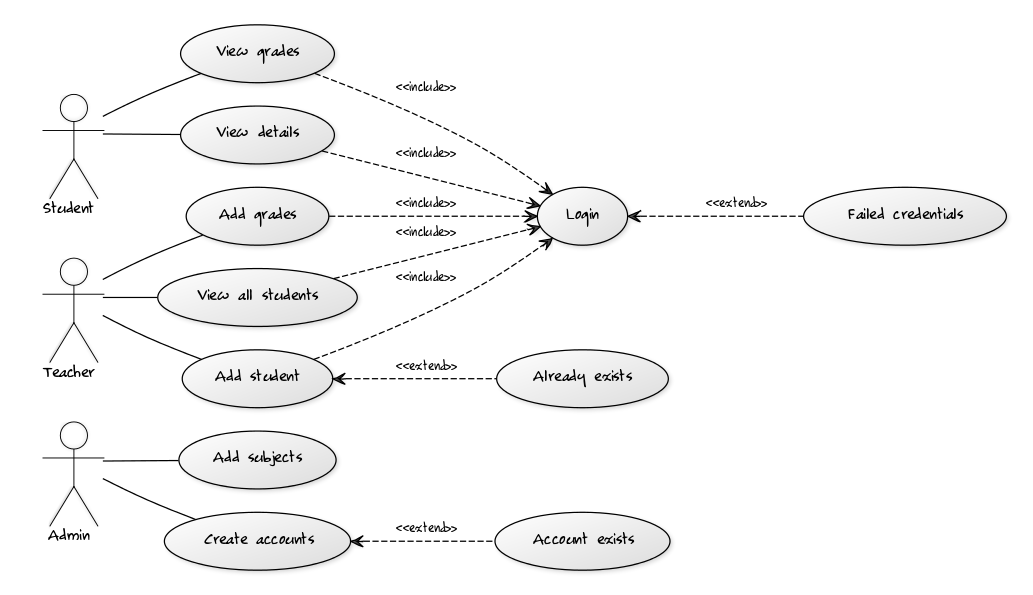 View grades
<<include>>
View details
<<include>>
Student
Add grades
<<include>>
Login
<<extend>>
Failed credentials
<<include>>
<<include>>
View all students
Teacher
Add student
<<extend>>
Already exists
Add subjects
Admin
Create accounts
<<extend>>
Account exists